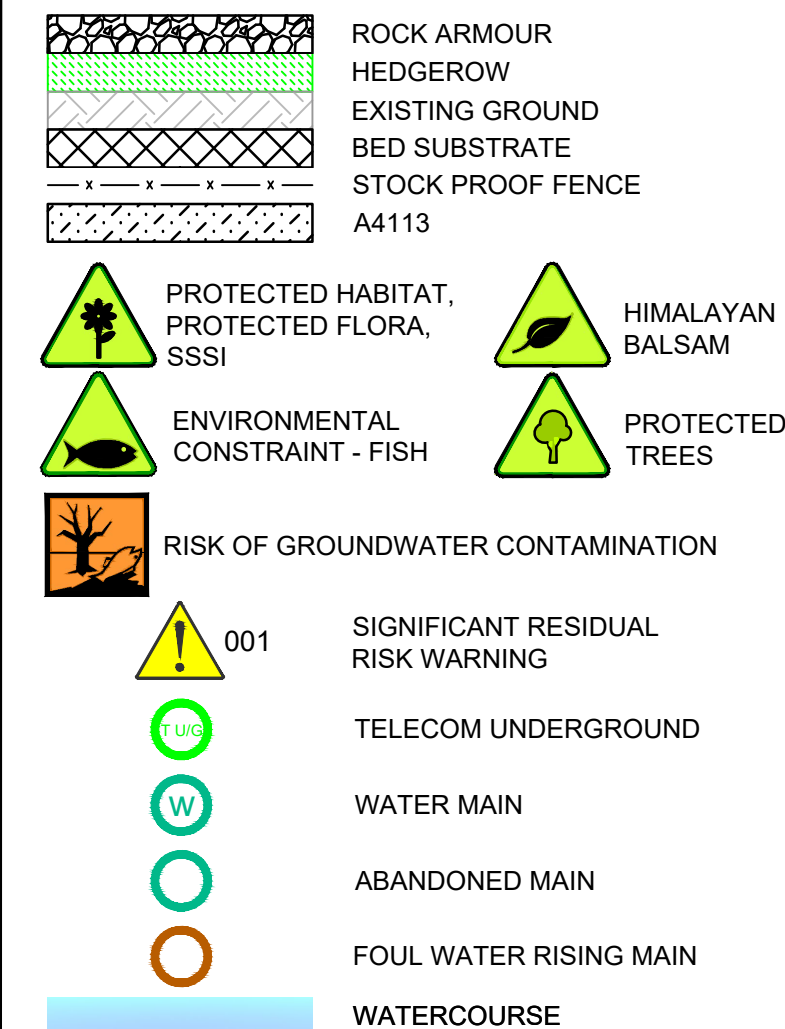 ROCK ARMOUR
HEDGEROW
EXISTING GROUND
BED SUBSTRATE
x x x x STOCK PROOF FENCE
A4113
PROTECTED HABITAT,
PROTECTED FLORA,
SSSI
HIMALAYAN
BALSAM
ENVIRONMENTAL
CONSTRAINT - FISH
PROTECTED
TREES
RISK OF GROUNDWATER CONTAMINATION
! 001
SIGNIFICANT RESIDUAL
RISK WARNING
T U/G TELECOM UNDERGROUND
W WATER MAIN
ABANDONED MAIN
FOUL WATER RISING MAIN
WATERCOURSE